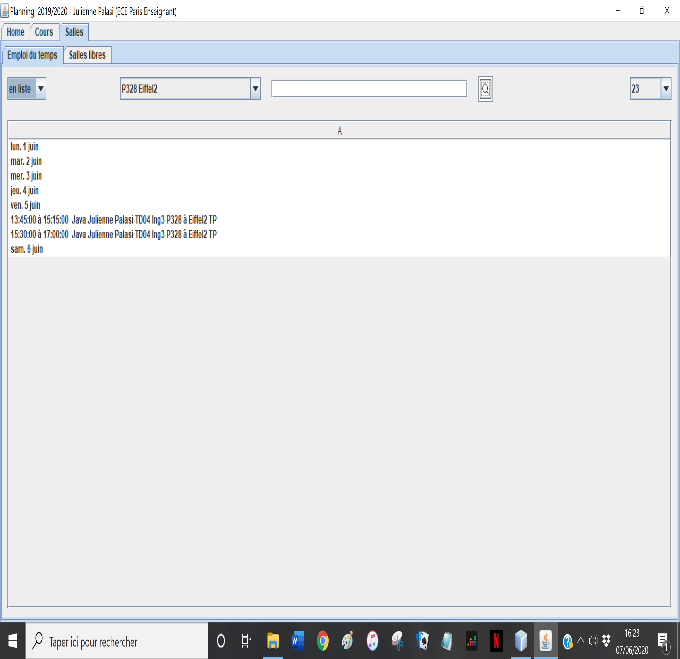 Planning: 2019/2020 - Julienne Palasi (ECE Paris Enseignant)
Home Cours Salles
Emploi du temps Salles libres
en liste P328 Eiffel2 23
A
lun. 1 juin
mar. 2 juin
mer. 3 juin
jeu. 4 juin
ven. 5 juin
13:45:00 à 15:15:00 Java Julienne Palasi TD04 Ing3 P328 à Eiffel2 TP
15:30:00 à 17:00:00 Java Julienne Palasi TD04 Ing3 P328 à Eiffel2 TP
sam. 6 juin
Taper ici pour rechercher
16:23
07/06/2020